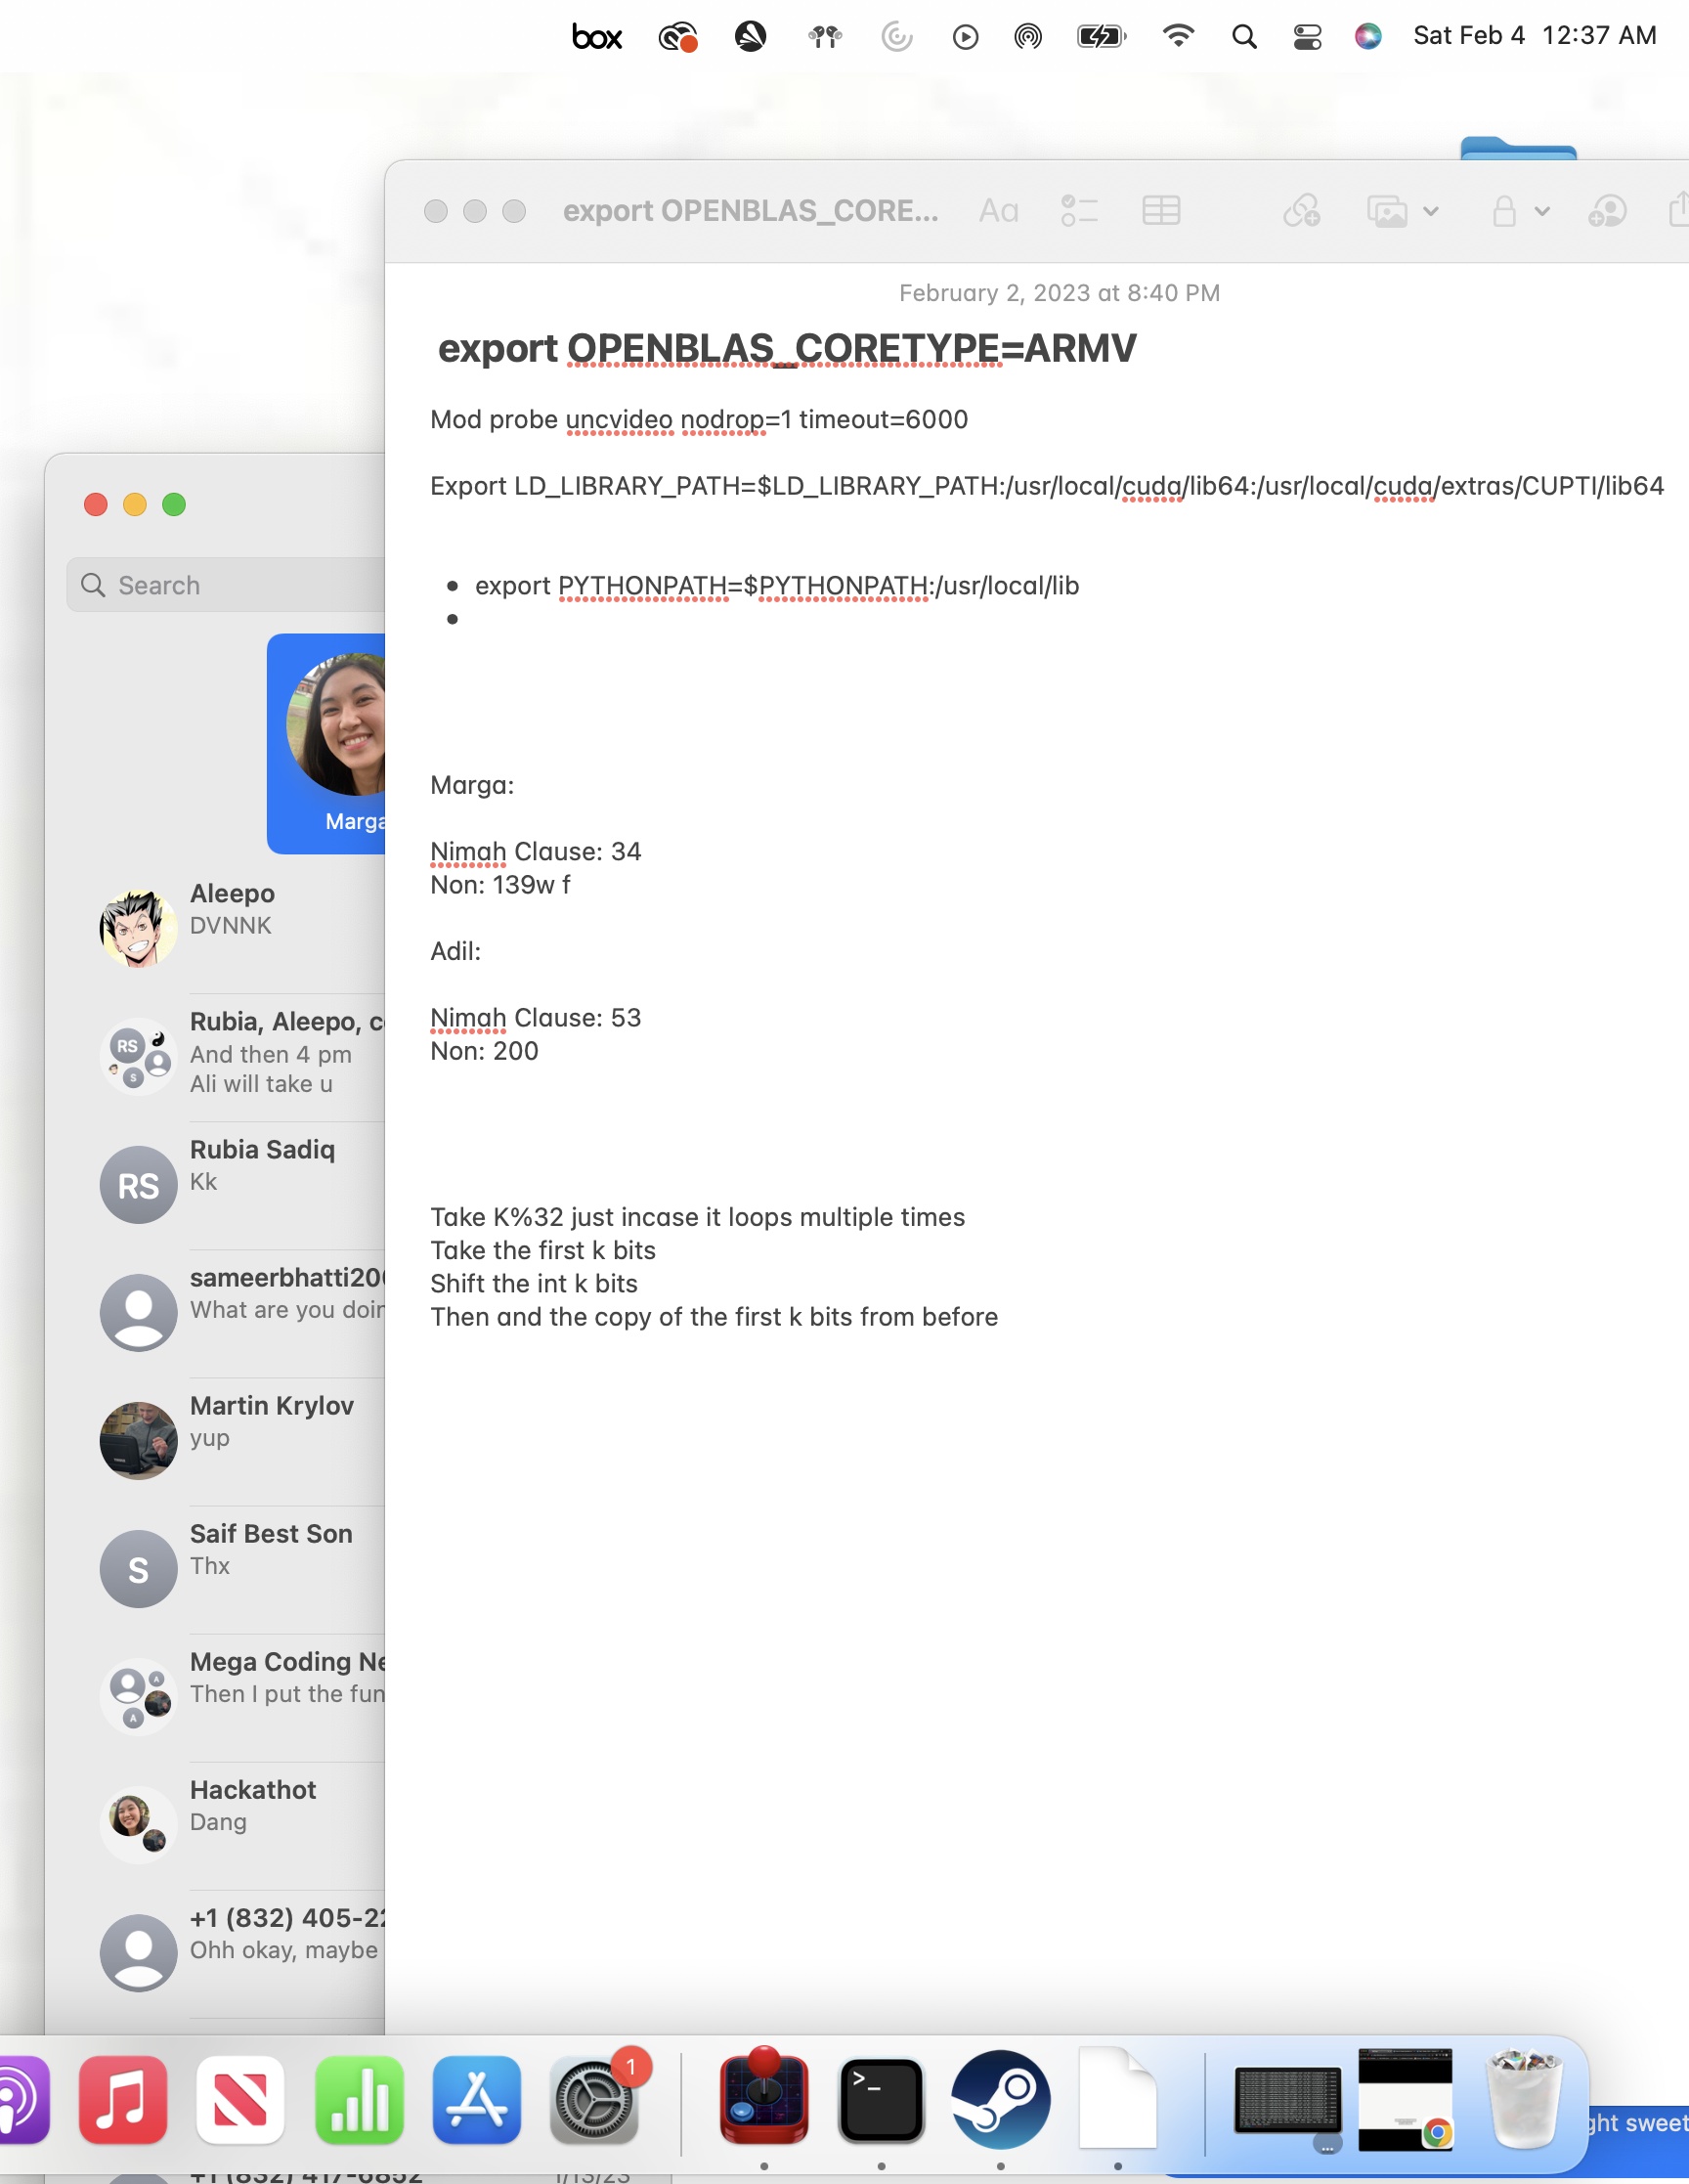 box
Sat Feb 4 12:37 AM
export OPENBLAS_CORE...
Aa
February 2, 2023 at 8:40 PM
export OPENBLAS_CORETYPE=ARMV
Mod probe uncvideo nodrop=1 timeout=6000
Export LD_LIBRARY_PATH=$LD_LIBRARY_PATH:/usr/local/cuda/lib64:/usr/local/cuda/extras/CUPTI/lib64
• export PYTHONPATH=$PYTHONPATH:/usr/local/lib
•
Marga:
Nimah Clause: 34
Non: 139w f
Adil:
Nimah Clause: 53
Non: 200
Take K%32 just incase it loops multiple times
Take the first k bits
Shift the int k bits
Then and the copy of the first k bits from before
Search
Marga
Aleepo
DVNNK
Rubia, Aleepo, c
RS
S
And then 4 pm
Ali will take u
RS
Rubia Sadiq
Kk
sameerbhatti200
What are you doin
Martin Krylov
yup
S
Saif Best Son
Thx
A
A
Mega Coding Ne
Then I put the fun
Hackathot
Dang
+1 (832) 405-22
Ohh okay, maybe
1
>_
...
ght sweet
+1 (832) 417-6852
1/13/23